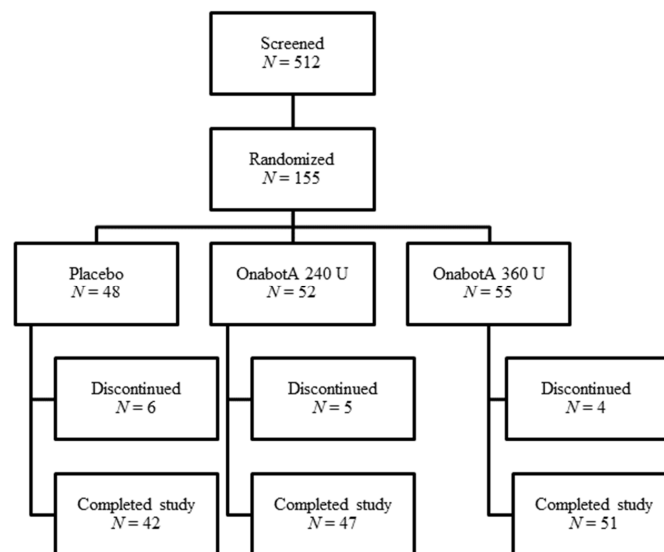 Screened
N = 512
Randomized
N = 155
Placebo
N = 48
OnabotA 240 U
N = 52
OnabotA 360 U
N = 55
Discontinued
N = 6
Discontinued
N = 5
Discontinued
N = 4
Completed study
N = 42
Completed study
N = 47
Completed study
N = 51